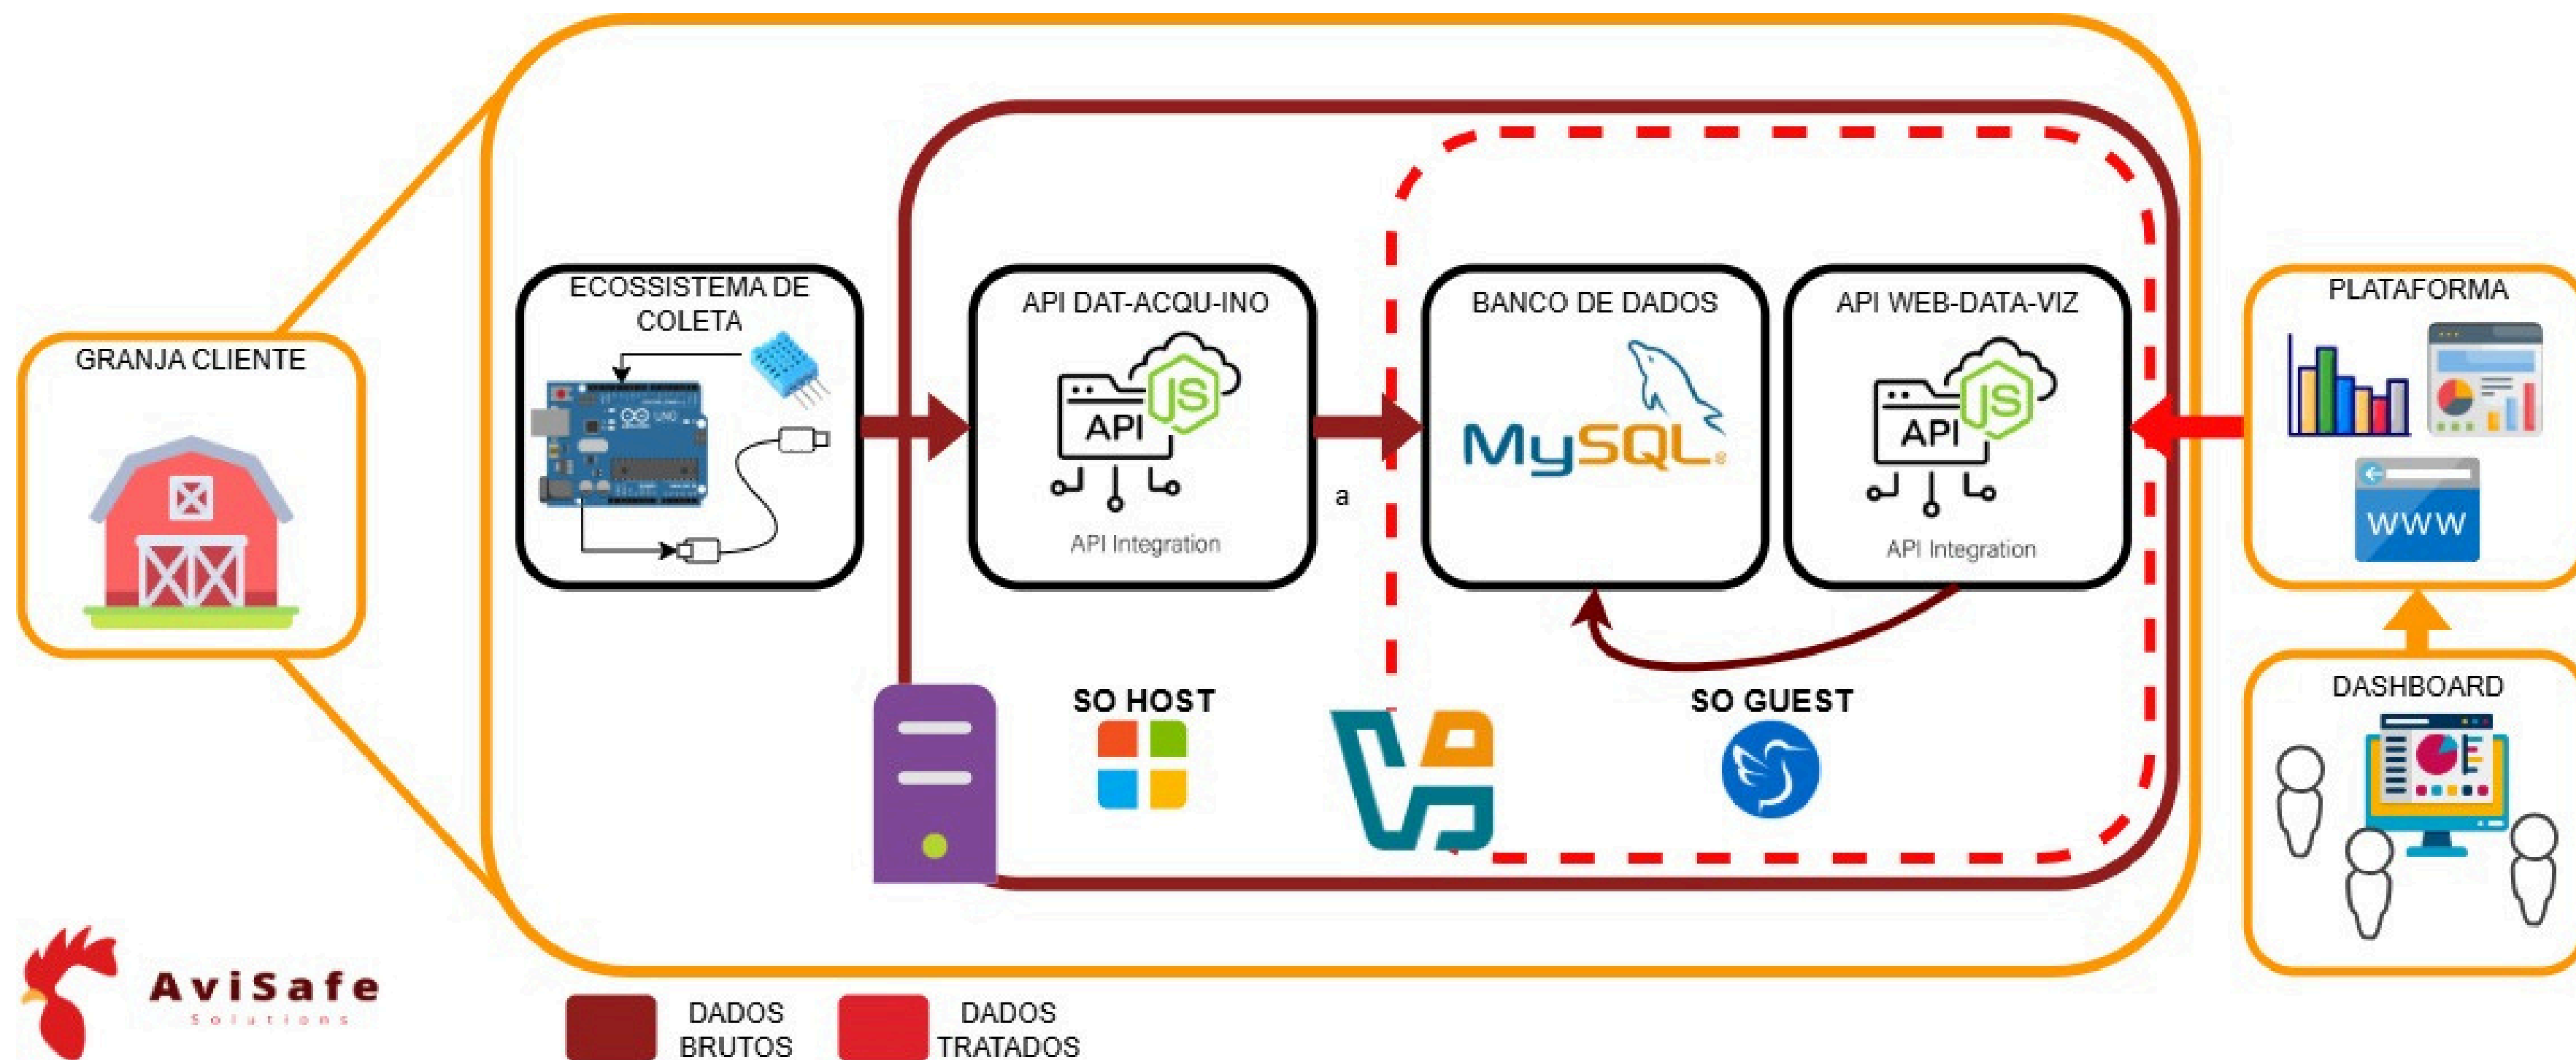 GRANJA CLIENTE
ECOSSISTEMA DE
COLETA
UNO
API DAT-ACQU-INO
JS
API
API Integration
a
BANCO DE DADOS
MySQL
API WEB-DATA-VIZ
JS
API
API Integration
PLATAFORMA
WWW
SO HOST
SO GUEST
DASHBOARD
AviSafe
Solutions
DADOS
BRUTOS
DADOS
TRATADOS